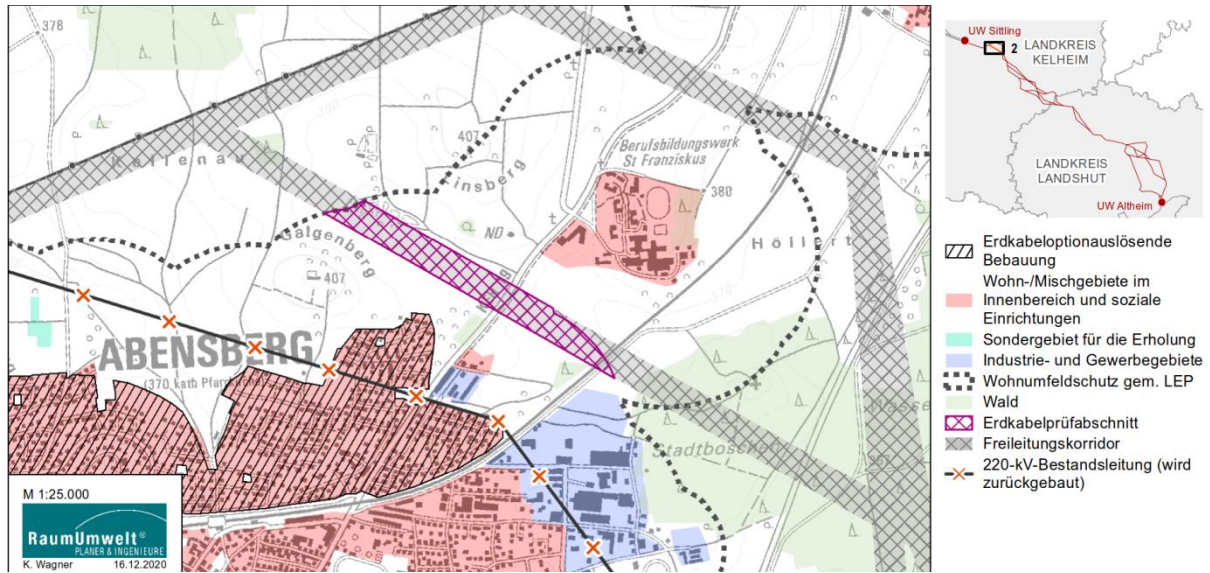 378
407
Kellenau
Galgenberg
407
Berufsbildungswerk
St Franziskus
380
ND
Höllert
370
ABENSBERG
M 1:25.000
RaumUmwelt®
PLANER & INGENIEURE
K. Wagner 16.12.2020
UW Sittling
2
LANDKREIS
KELHEIM
LANDKREIS
LANDSHUT
UW Altheim
Erdkabeloptionauslösende
Bebauung
Wohn-/Mischgebiete im
Innenbereich und soziale
Einrichtungen
Sondergebiet für die Erholung
Industrie- und Gewerbegebiete
Wohnumfeldschutz gem. LEP
Wald
Erdkabelprüfabschnitt
Freileitungskorridor
220-kV-Bestandsleitung (wird
zurückgebaut)